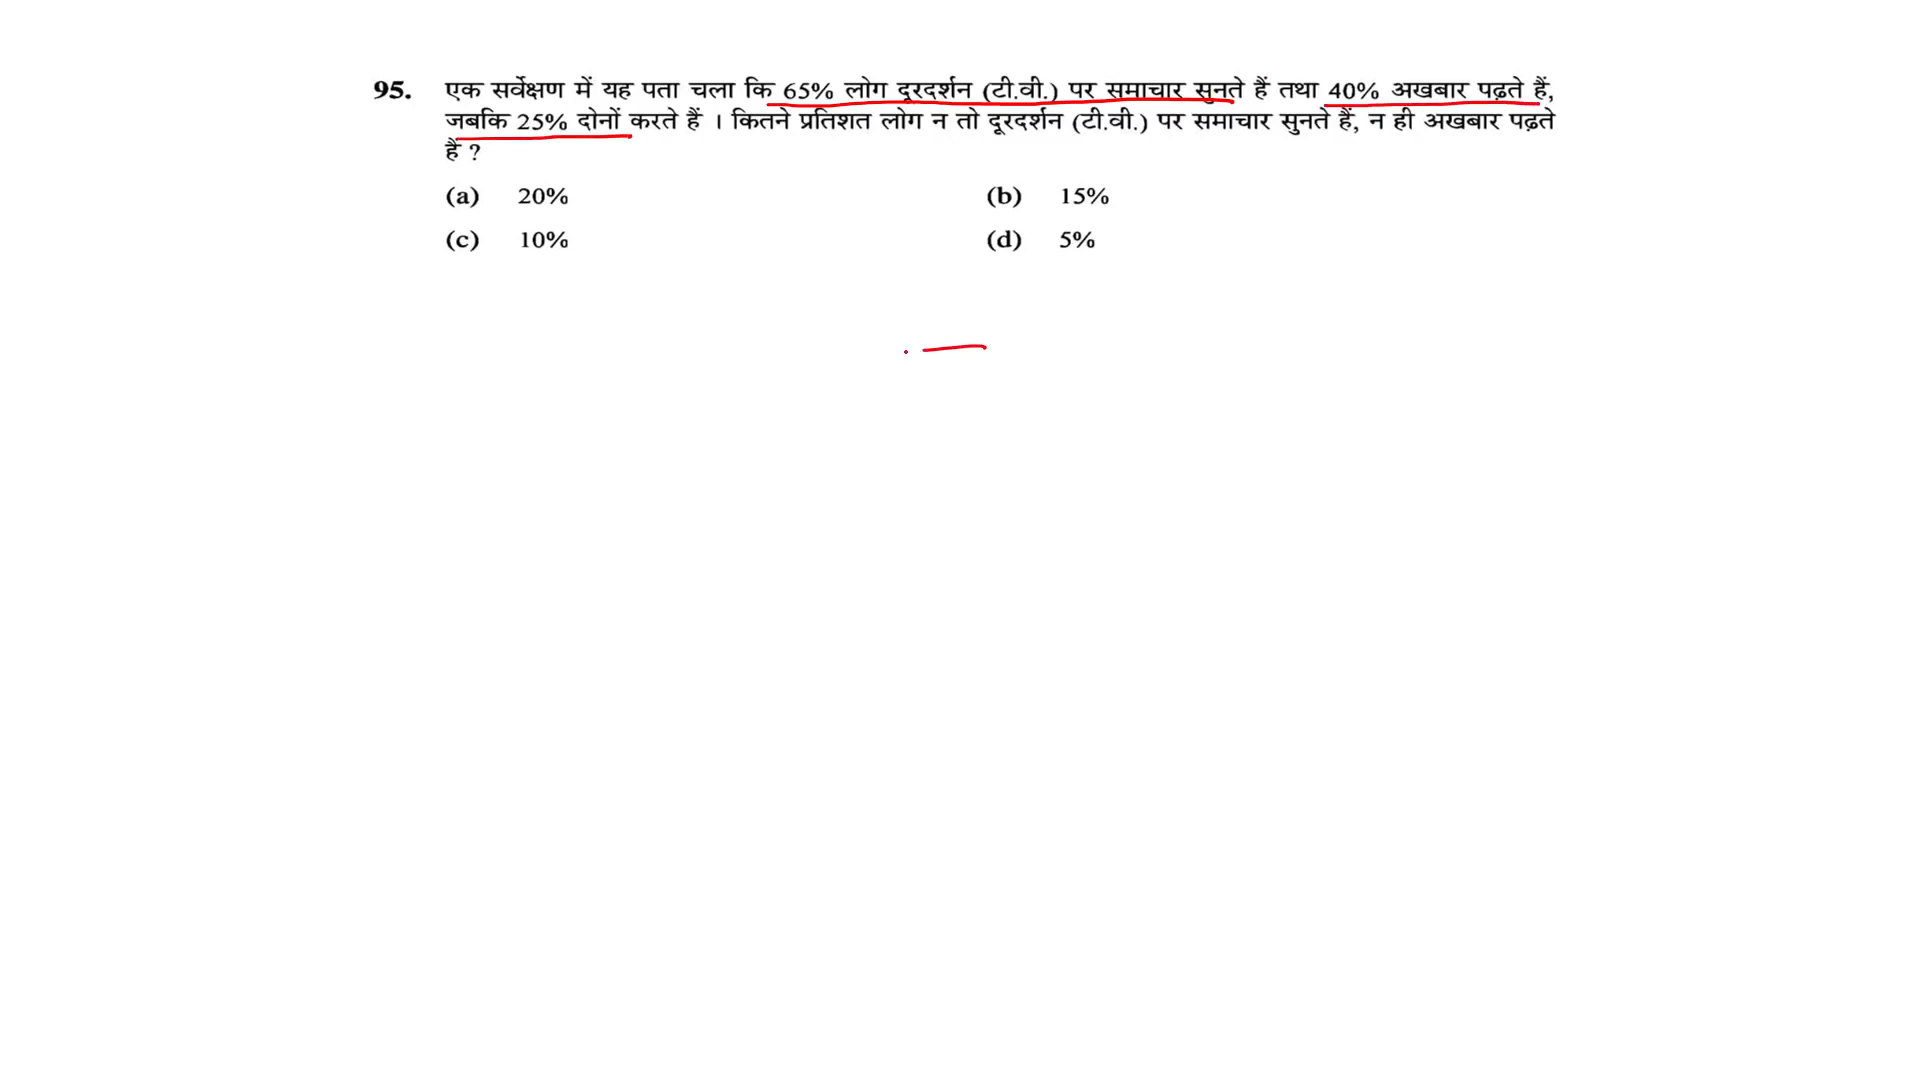 95. एक सर्वेक्षण में यह पता चला कि 65% लोग दूरदर्शन (टी.वी.) पर समाचार सुनते हैं तथा 40% अखबार पढ़ते हैं,
जबकि 25% दोनों करते हैं । कितने प्रतिशत लोग न तो दूरदर्शन (टी.वी.) पर समाचार सुनते हैं, न ही अखबार पढ़ते
हैं ?
(a) 20% (b) 15%
(c) 10% (d) 5%